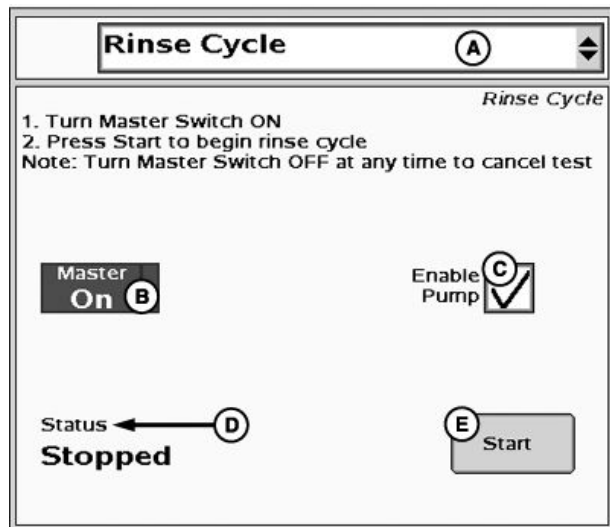 Rinse Cycle
A
Rinse Cycle
1. Turn Master Switch ON
2. Press Start to begin rinse cycle
Note: Turn Master Switch OFF at any time to cancel test
Master
On
B
Enable
Pump
C
Status
D
Stopped
E
Start